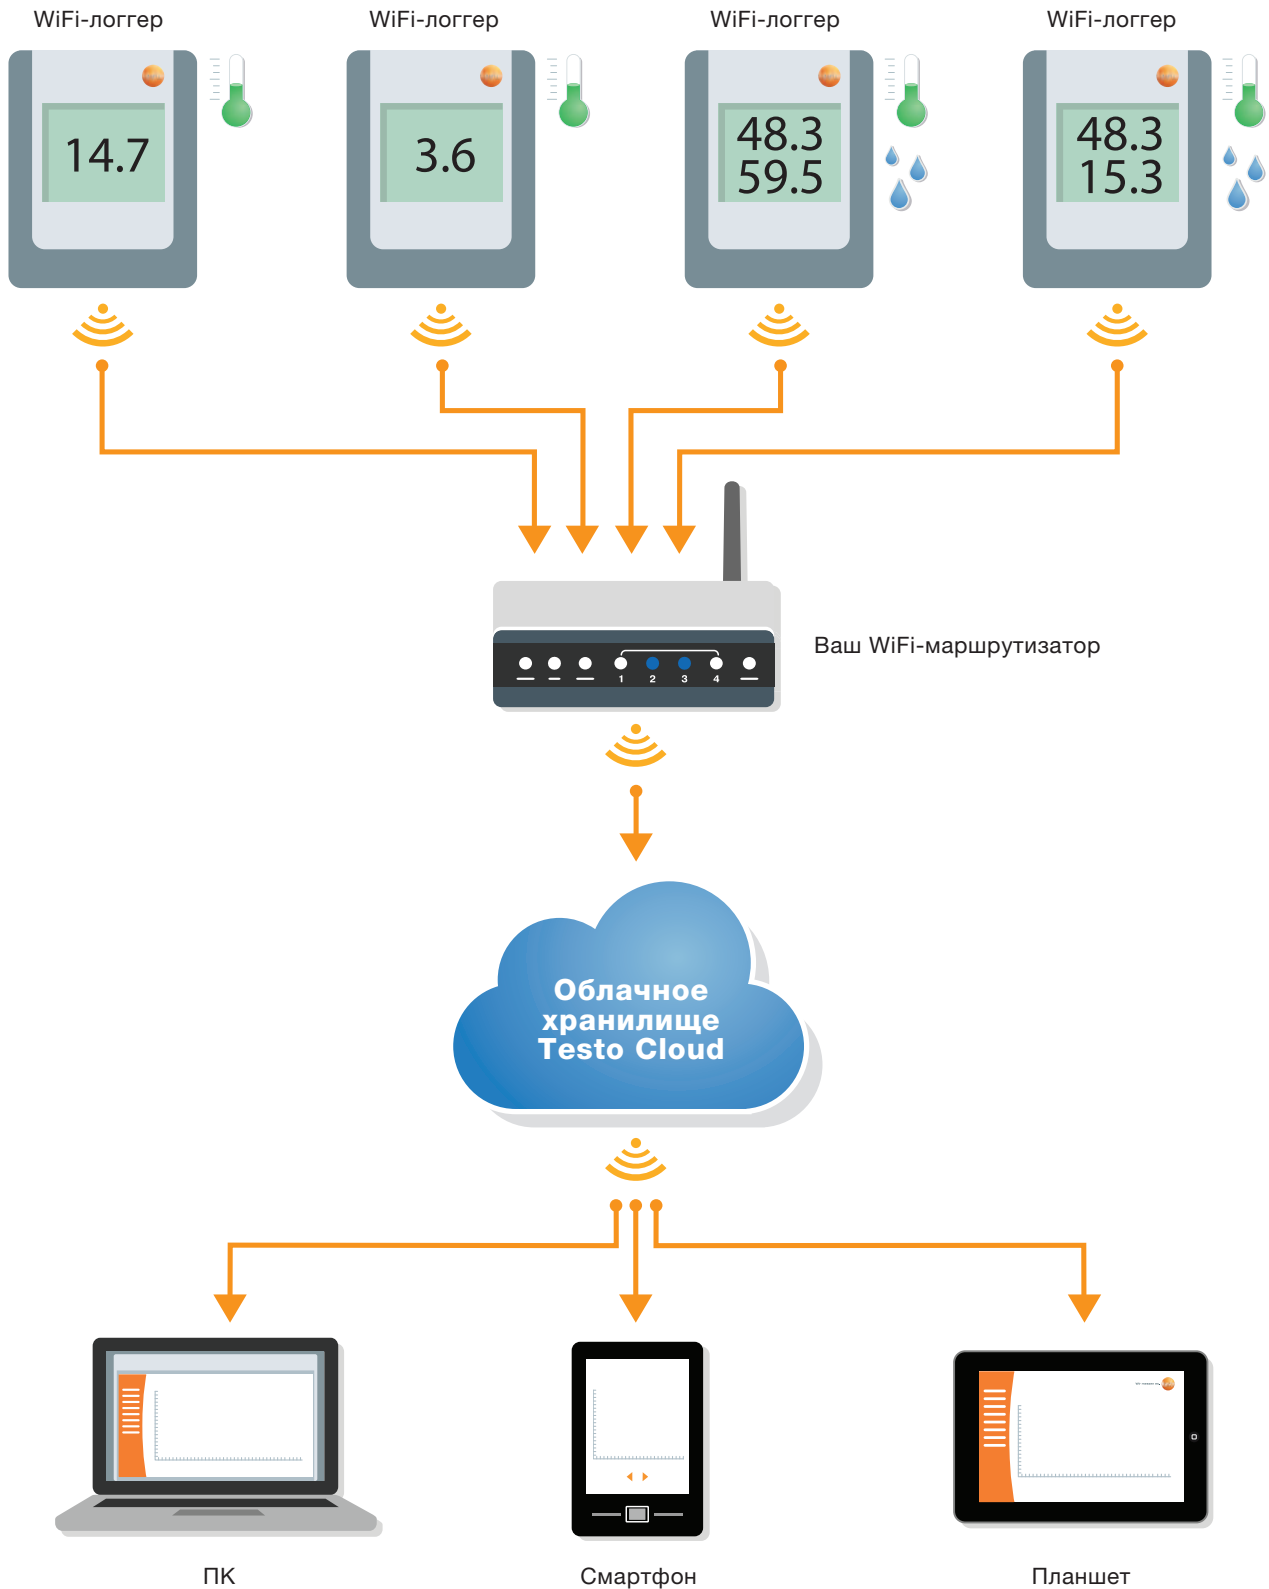 WiFi-логгер
WiFi-логгер
WiFi-логгер
WiFi-логгер
14.7
3.6
48.3
59.5
48.3
15.3
Ваш WiFi-маршрутизатор
1 2 3 4
Облачное
хранилище
Testo Cloud
ПК
Смартфон
Планшет